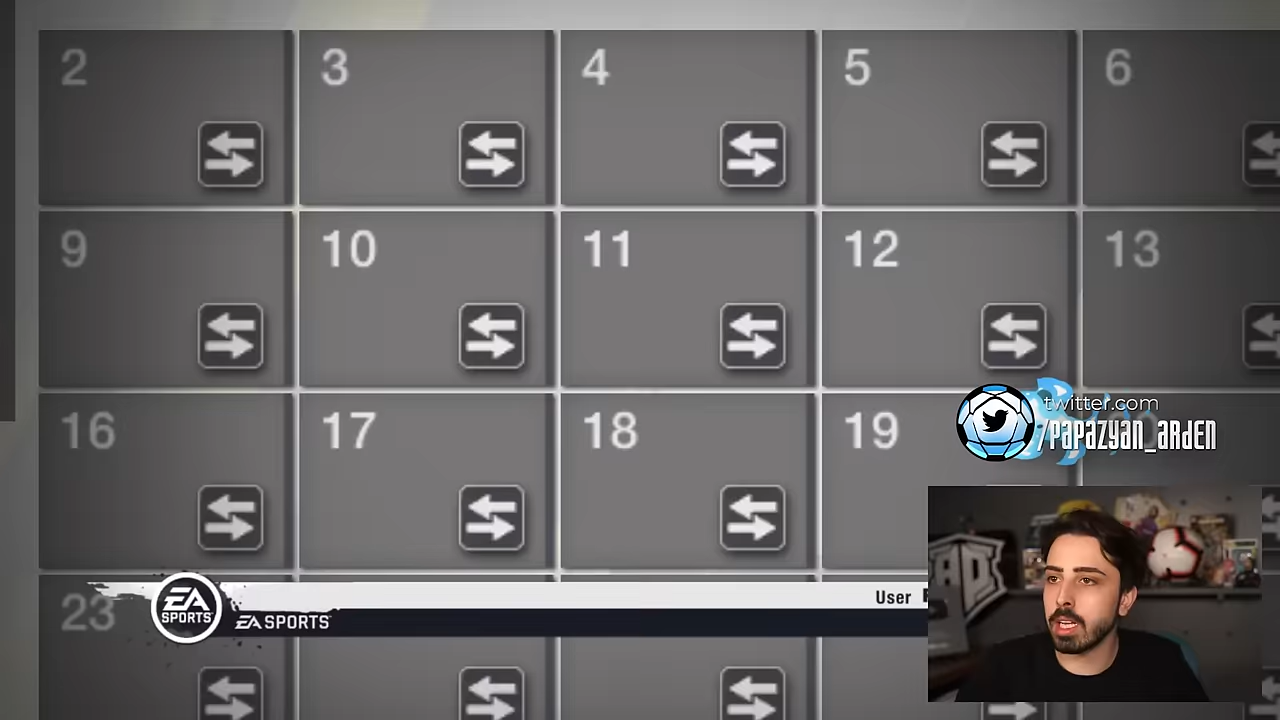 2 3 4 5 6
9 10 11 12 13
twitter.com
/PAPAZYAN_ARDEN
16 17 18 19
User
23
EA
SPORTS
EA SPORTS